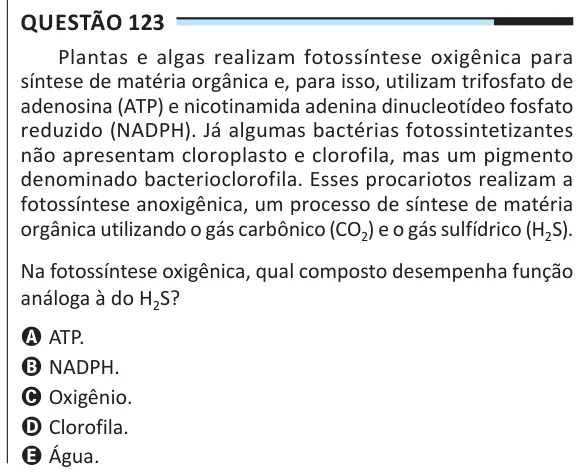 QUESTÃO 123
Plantas e algas realizam fotossíntese oxigênica para
síntese de matéria orgânica e, para isso, utilizam trifosfato de
adenosina (ATP) e nicotinamida adenina dinucleotídeo fosfato
reduzido (NADPH). Já algumas bactérias fotossintetizantes
não apresentam cloroplasto e clorofila, mas um pigmento
denominado bacterioclorofila. Esses procariotos realizam a
fotossíntese anoxigênica, um processo de síntese de matéria
orgânica utilizando o gás carbônico (CO₂) e o gás sulfídrico (H₂S).
Na fotossíntese oxigênica, qual composto desempenha função
análoga à do H₂S?
A ATP.
B NADPH.
C Oxigênio.
D Clorofila.
E Água.